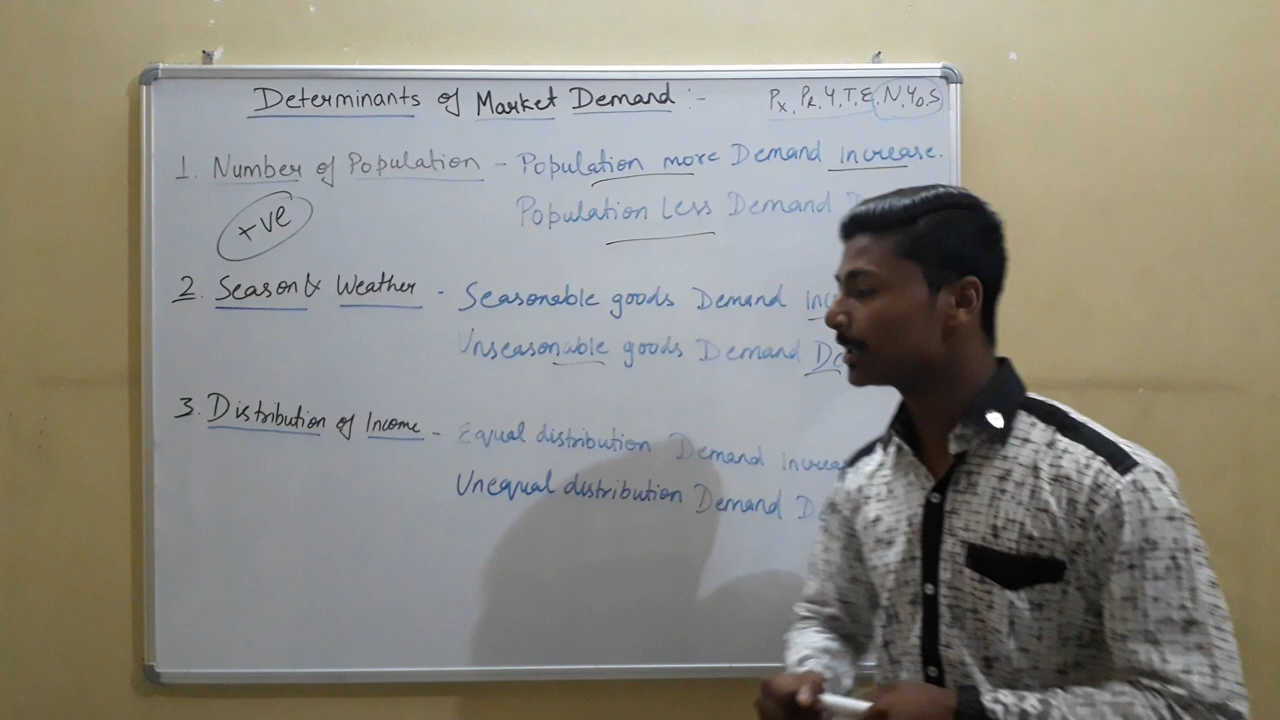 Determinants of Market Demand :- Px, PR, Y, T, E, N, YD, S
1. Number of Population - Population more Demand Increase.
+ve
Population Less Demand
2. Season & Weather - Seasonable goods Demand Inc
Unseasonable goods Demand De
3. Distribution of Income - Equal distribution Demand Increa
Unequal distribution Demand D